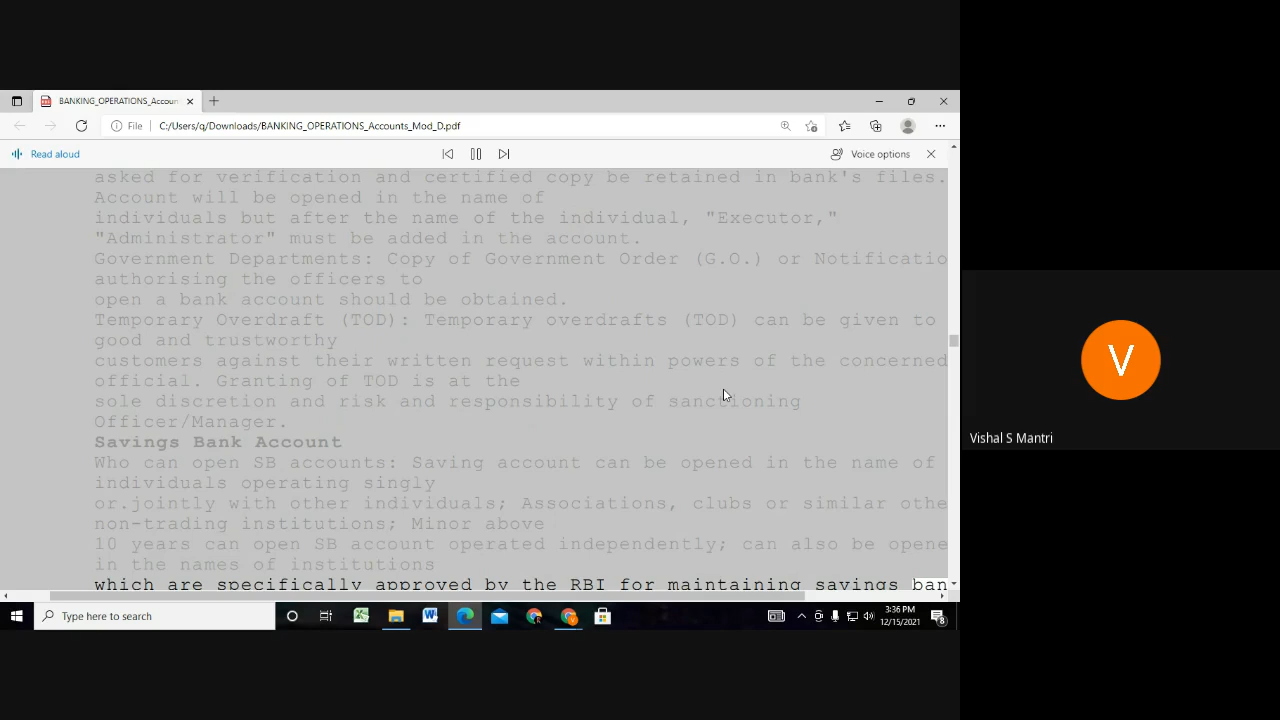 BANKING_OPERATIONS_Accoun
File
C:/Users/q/Downloads/BANKING_OPERATIONS_Accounts_Mod_D.pdf
Read aloud
Voice options
asked for verification and certified copy be retained in bank's files.
Account will be opened in the name of
individuals but after the name of the individual, "Executor,"
"Administrator" must be added in the account.
Government Departments: Copy of Government Order (G.O.) or Notificatio
authorising the officers to
open a bank account should be obtained.
Temporary Overdraft (TOD): Temporary overdrafts (TOD) can be given to
good and trustworthy
customers against their written request within powers of the concerned
official. Granting of TOD is at the
sole discretion and risk and responsibility of sanctioning
Officer/Manager.
Savings Bank Account
Who can open SB accounts: Saving account can be opened in the name of
individuals operating singly
or.jointly with other individuals; Associations, clubs or similar othe
non-trading institutions; Minor above
10 years can open SB account operated independently; can also be opene
in the names of institutions
which are specifically approved by the RBI for maintaining savings ban
V
Vishal S Mantri
Type here to search
3:36 PM
12/15/2021
8